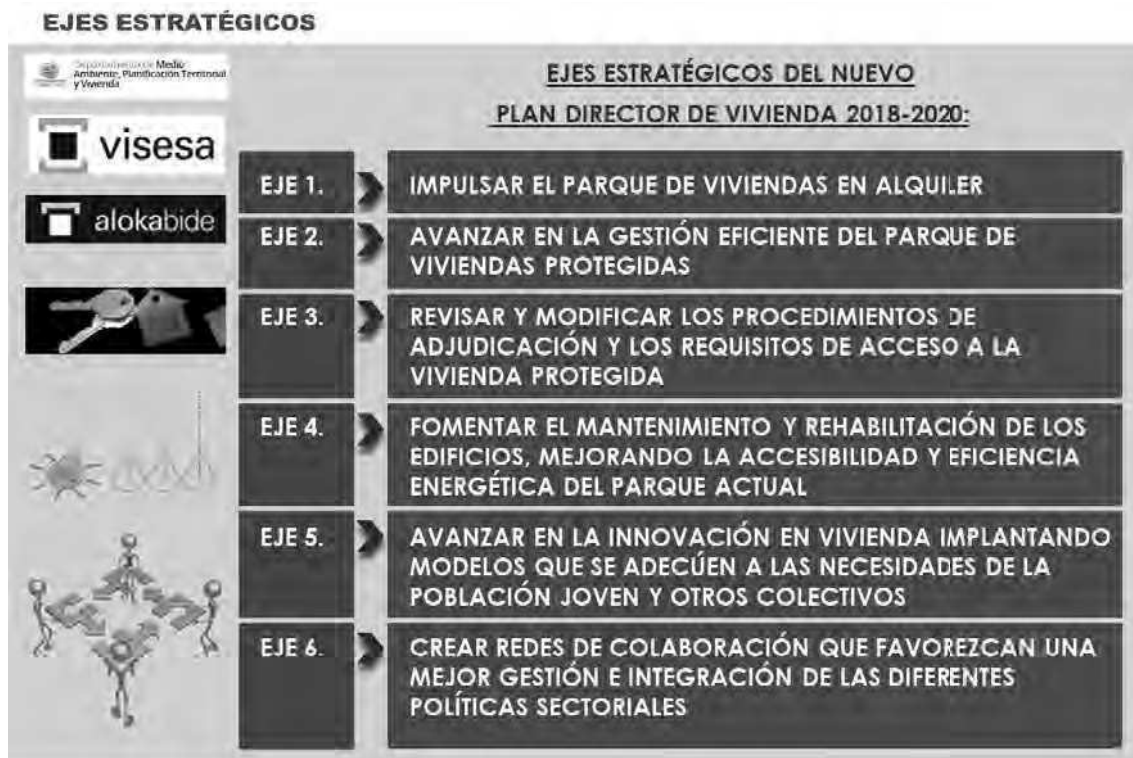 EJES ESTRATÉGICOS
Departamento de Medio
Ambiente, Planificación Territorial
y Vivienda
visesa
alokabide
EJES ESTRATÉGICOS DEL NUEVO
PLAN DIRECTOR DE VIVIENDA 2018-2020:
EJE 1. IMPULSAR EL PARQUE DE VIVIENDAS EN ALQUILER
EJE 2. AVANZAR EN LA GESTIÓN EFICIENTE DEL PARQUE DE
VIVIENDAS PROTEGIDAS
EJE 3. REVISAR Y MODIFICAR LOS PROCEDIMIENTOS DE
ADJUDICACIÓN Y LOS REQUISITOS DE ACCESO A LA
VIVIENDA PROTEGIDA
EJE 4. FOMENTAR EL MANTENIMIENTO Y REHABILITACIÓN DE LOS
EDIFICIOS, MEJORANDO LA ACCESIBILIDAD Y EFICIENCIA
ENERGÉTICA DEL PARQUE ACTUAL
EJE 5. AVANZAR EN LA INNOVACIÓN EN VIVIENDA IMPLANTANDO
MODELOS QUE SE ADECÚEN A LAS NECESIDADES DE LA
POBLACIÓN JOVEN Y OTROS COLECTIVOS
EJE 6. CREAR REDES DE COLABORACIÓN QUE FAVOREZCAN UNA
MEJOR GESTIÓN E INTEGRACIÓN DE LAS DIFERENTES
POLÍTICAS SECTORIALES